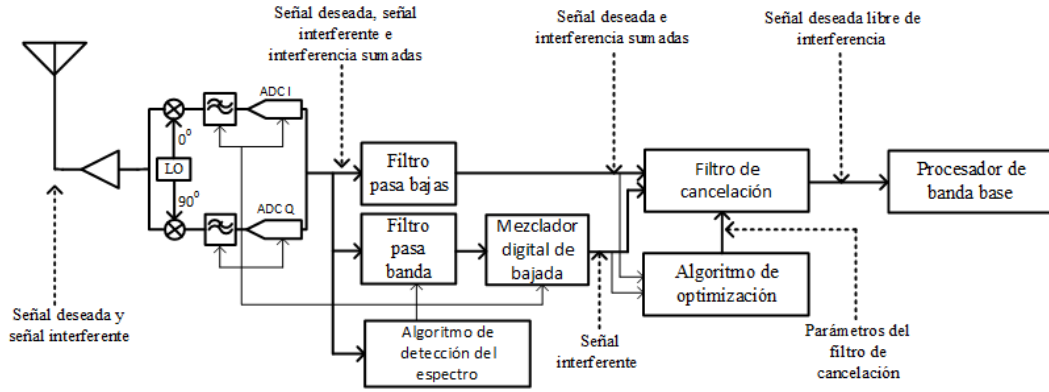 Señal deseada, señal
interferente e
interferencia sumadas
Señal deseada e
interferencia sumadas
Señal deseada libre de
interferencia
ADC I
0°
LO
90°
ADC Q
Filtro
pasa bajas
Filtro de
cancelación
Procesador de
banda base
Filtro
pasa
banda
Mezclador
digital de
bajada
Algoritmo de
optimización
Señal deseada y
señal interferente
Algoritmo de
detección del
espectro
Señal
interferente
Parámetros del
filtro de
cancelación